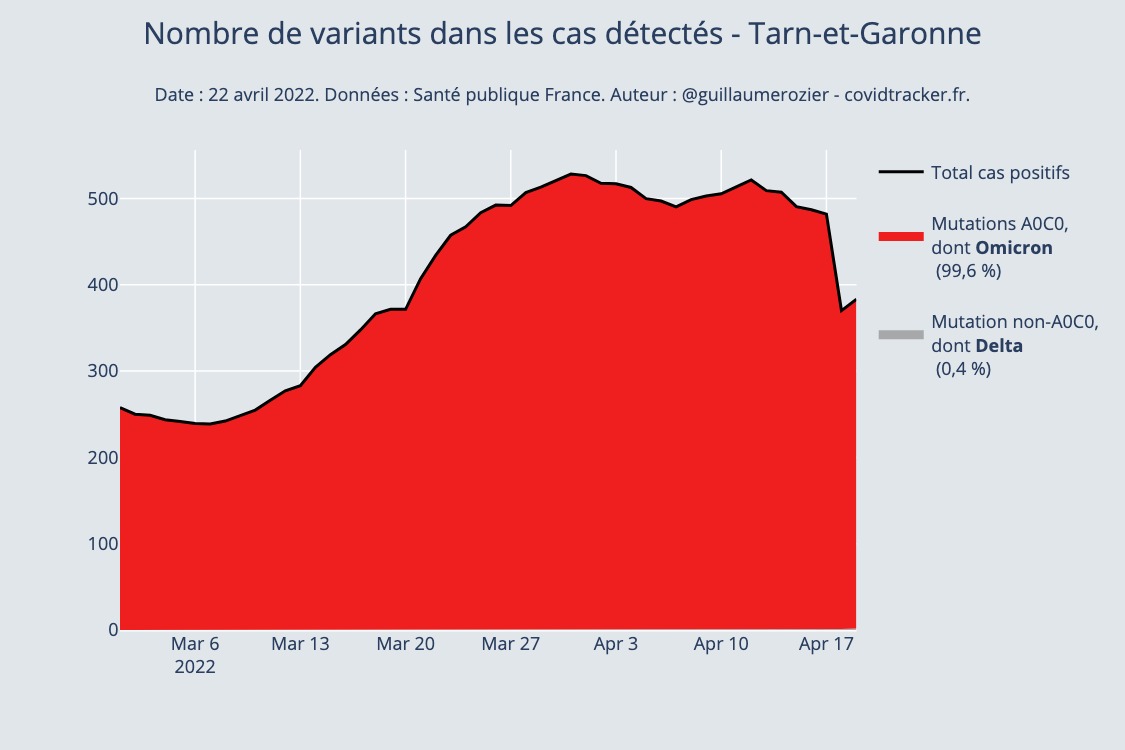 Nombre de variants dans les cas détectés - Tarn-et-Garonne
Date : 22 avril 2022. Données : Santé publique France. Auteur : @guillaumerozier - covidtracker.fr.
Total cas positifs
Mutations A0C0,
dont Omicron
(99,6 %)
Mutation non-A0C0,
dont Delta
(0,4 %)
500
400
300
200
100
0
Mar 6
2022
Mar 13
Mar 20
Mar 27
Apr 3
Apr 10
Apr 17